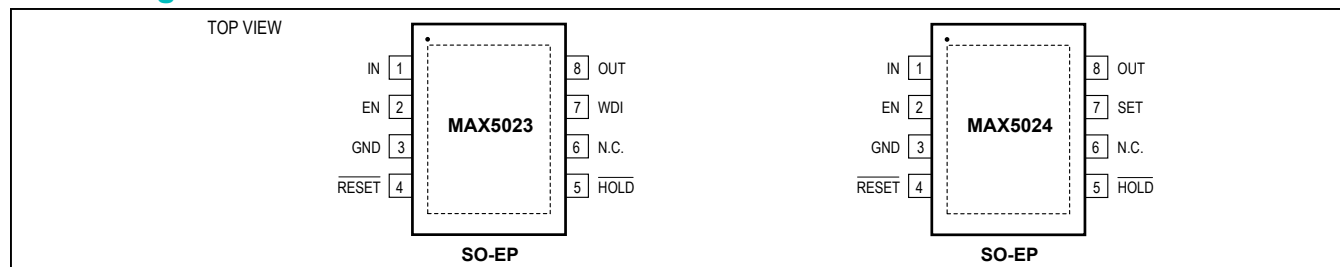 TOP VIEW
IN 1 8 OUT
EN 2 7 WDI
MAX5023
GND 3 6 N.C.
RESET 4 5 HOLD
SO-EP
IN 1 8 OUT
EN 2 7 SET
MAX5024
GND 3 6 N.C.
RESET 4 5 HOLD
SO-EP